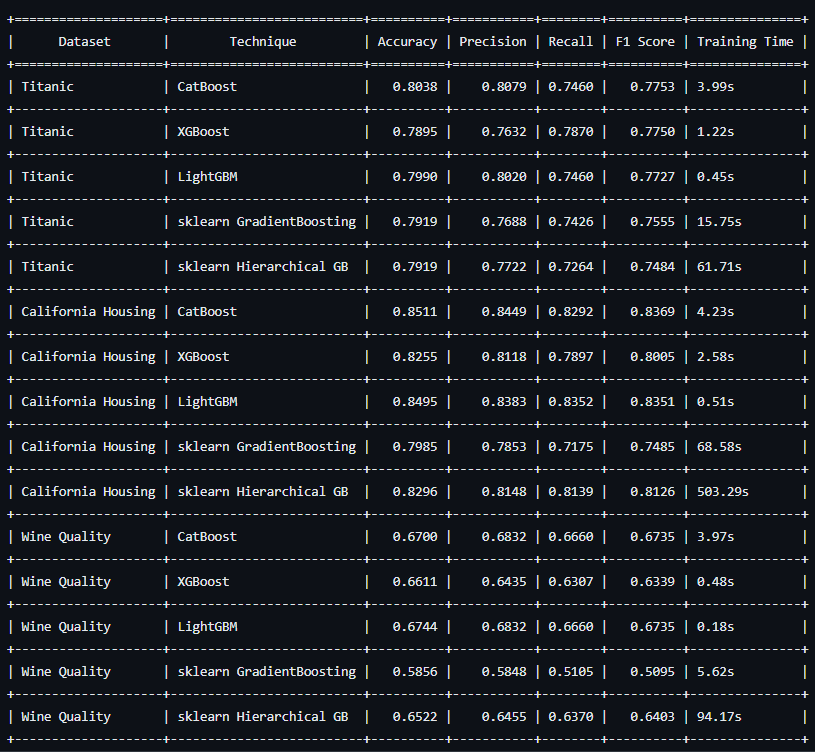 +====================+==========================+==========+===========+========+==========+===============+
|      Dataset       |        Technique         | Accuracy | Precision | Recall | F1 Score | Training Time |
+====================+==========================+==========+===========+========+==========+===============+
| Titanic            | CatBoost                 |   0.8038 |    0.8079 | 0.7460 |   0.7753 | 3.99s         |
+--------------------+--------------------------+----------+-----------+--------+----------+---------------+
| Titanic            | XGBoost                  |   0.7895 |    0.7632 | 0.7870 |   0.7750 | 1.22s         |
+--------------------+--------------------------+----------+-----------+--------+----------+---------------+
| Titanic            | LightGBM                 |   0.7990 |    0.8020 | 0.7460 |   0.7727 | 0.45s         |
+--------------------+--------------------------+----------+-----------+--------+----------+---------------+
| Titanic            | sklearn GradientBoosting |   0.7919 |    0.7688 | 0.7426 |   0.7555 | 15.75s        |
+--------------------+--------------------------+----------+-----------+--------+----------+---------------+
| Titanic            | sklearn Hierarchical GB  |   0.7919 |    0.7722 | 0.7264 |   0.7484 | 61.71s        |
+--------------------+--------------------------+----------+-----------+--------+----------+---------------+
| California Housing | CatBoost                 |   0.8511 |    0.8449 | 0.8292 |   0.8369 | 4.23s         |
+--------------------+--------------------------+----------+-----------+--------+----------+---------------+
| California Housing | XGBoost                  |   0.8255 |    0.8118 | 0.7897 |   0.8005 | 2.58s         |
+--------------------+--------------------------+----------+-----------+--------+----------+---------------+
| California Housing | LightGBM                 |   0.8495 |    0.8383 | 0.8352 |   0.8351 | 0.51s         |
+--------------------+--------------------------+----------+-----------+--------+----------+---------------+
| California Housing | sklearn GradientBoosting |   0.7985 |    0.7853 | 0.7175 |   0.7485 | 68.58s        |
+--------------------+--------------------------+----------+-----------+--------+----------+---------------+
| California Housing | sklearn Hierarchical GB  |   0.8296 |    0.8148 | 0.8139 |   0.8126 | 503.29s       |
+--------------------+--------------------------+----------+-----------+--------+----------+---------------+
| Wine Quality       | CatBoost                 |   0.6700 |    0.6832 | 0.6660 |   0.6735 | 3.97s         |
+--------------------+--------------------------+----------+-----------+--------+----------+---------------+
| Wine Quality       | XGBoost                  |   0.6611 |    0.6435 | 0.6307 |   0.6339 | 0.48s         |
+--------------------+--------------------------+----------+-----------+--------+----------+---------------+
| Wine Quality       | LightGBM                 |   0.6744 |    0.6832 | 0.6660 |   0.6735 | 0.18s         |
+--------------------+--------------------------+----------+-----------+--------+----------+---------------+
| Wine Quality       | sklearn GradientBoosting |   0.5856 |    0.5848 | 0.5105 |   0.5095 | 5.62s         |
+--------------------+--------------------------+----------+-----------+--------+----------+---------------+
| Wine Quality       | sklearn Hierarchical GB  |   0.6522 |    0.6455 | 0.6370 |   0.6403 | 94.17s        |
+--------------------+--------------------------+----------+-----------+--------+----------+---------------+